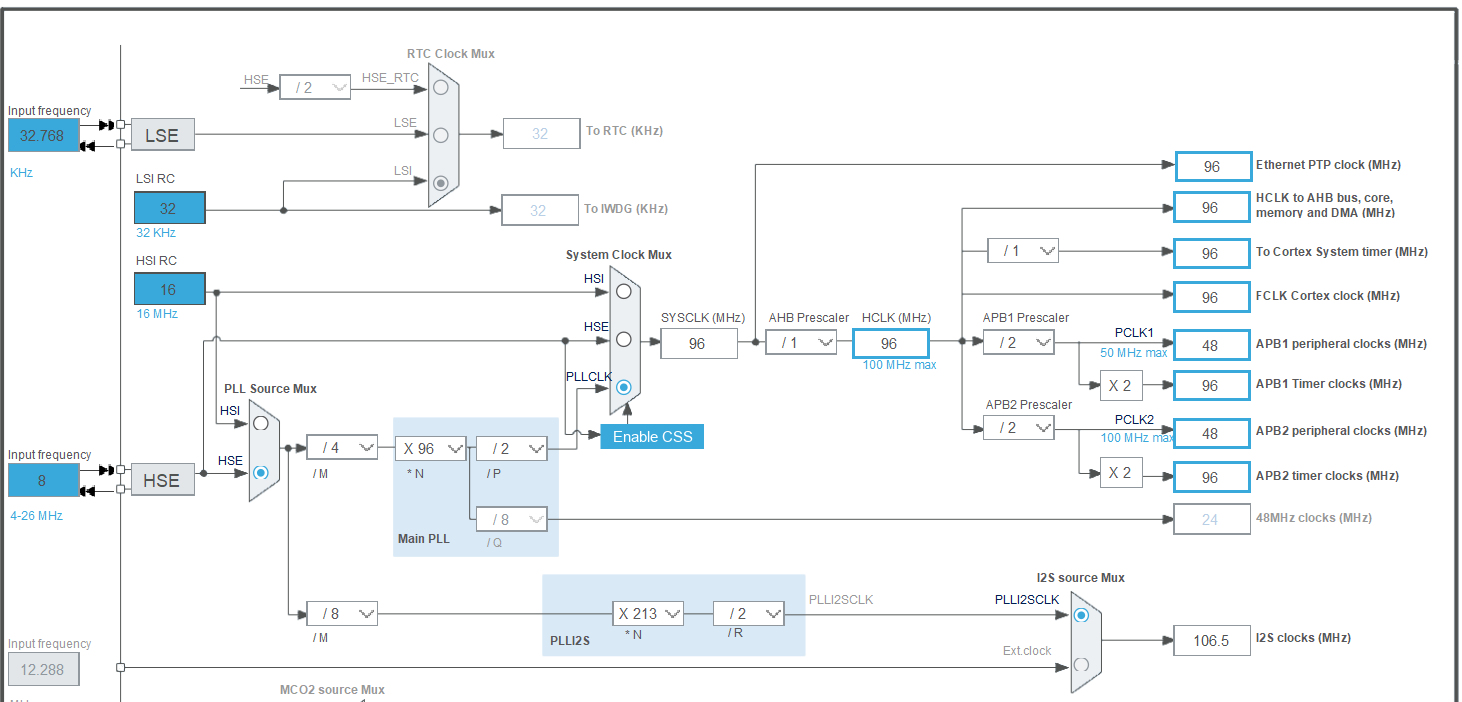 RTC Clock Mux
HSE
/ 2
HSE_RTC
Input frequency
32.768
KHz
LSE
LSE
32
To RTC (KHz)
LSI RC
32
32 KHz
LSI
32
To IWDG (KHz)
HSI RC
16
16 MHz
System Clock Mux
HSI
HSE
PLLCLK
Enable CSS
SYSCLK (MHz)
96
AHB Prescaler
/ 1
HCLK (MHz)
96
100 MHz max
96
Ethernet PTP clock (MHz)
96
HCLK to AHB bus, core,
memory and DMA (MHz)
/ 1
96
To Cortex System timer (MHz)
96
FCLK Cortex clock (MHz)
APB1 Prescaler
/ 2
PCLK1
50 MHz max
48
APB1 peripheral clocks (MHz)
X 2
96
APB1 Timer clocks (MHz)
APB2 Prescaler
/ 2
PCLK2
100 MHz max
48
APB2 peripheral clocks (MHz)
X 2
96
APB2 timer clocks (MHz)
24
48MHz clocks (MHz)
PLL Source Mux
HSI
HSE
Input frequency
8
4-26 MHz
HSE
/ 4
/ M
X 96
* N
/ 2
/ P
/ 8
/ Q
Main PLL
/ 8
/ M
X 213
* N
/ 2
/ R
PLLI2S
PLLI2SCLK
I2S source Mux
PLLI2SCLK
Ext.clock
106.5
I2S clocks (MHz)
Input frequency
12.288
MCO2 source Mux